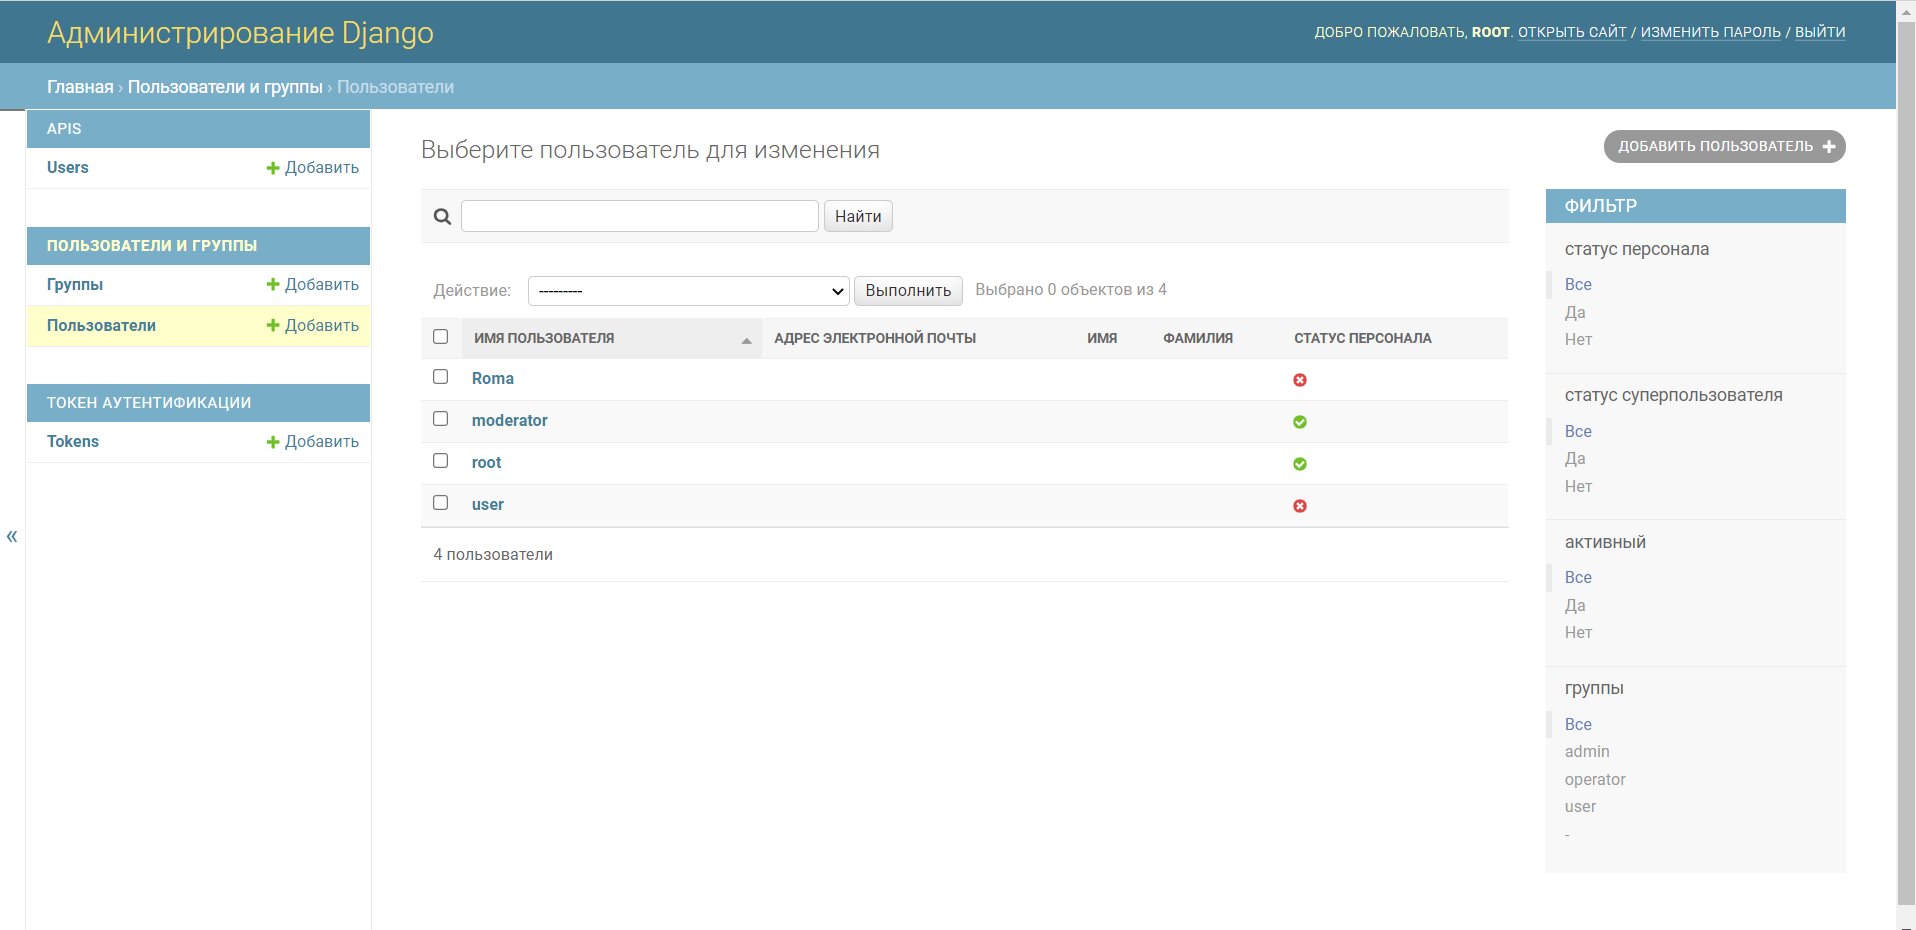 Администрирование Django
ДОБРО ПОЖАЛОВАТЬ, ROOT. ОТКРЫТЬ САЙТ / ИЗМЕНИТЬ ПАРОЛЬ / ВЫЙТИ
Главная › Пользователи и группы › Пользователи
APIS
Users + Добавить
ПОЛЬЗОВАТЕЛИ И ГРУППЫ
Группы + Добавить
Пользователи + Добавить
ТОКЕН АУТЕНТИФИКАЦИИ
Tokens + Добавить
«
Выберите пользователь для изменения
ДОБАВИТЬ ПОЛЬЗОВАТЕЛЬ +
Найти
Действие: --------- Выполнить Выбрано 0 объектов из 4
ИМЯ ПОЛЬЗОВАТЕЛЯ АДРЕС ЭЛЕКТРОННОЙ ПОЧТЫ ИМЯ ФАМИЛИЯ СТАТУС ПЕРСОНАЛА
Roma
moderator
root
user
4 пользователи
ФИЛЬТР
статус персонала
Все
Да
Нет
статус суперпользователя
Все
Да
Нет
активный
Все
Да
Нет
группы
Все
admin
operator
user
-